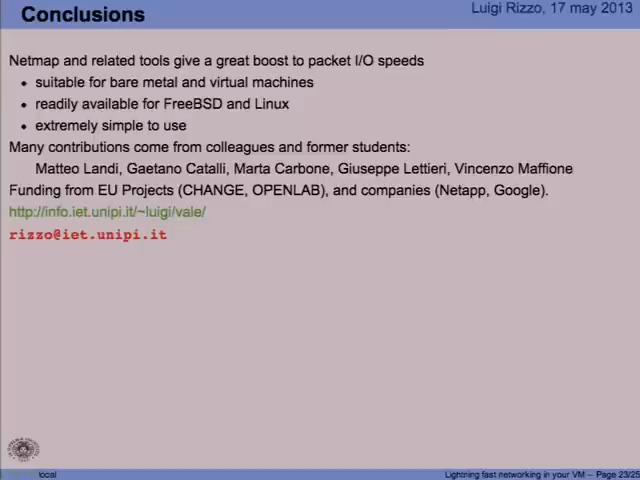 Conclusions
Luigi Rizzo, 17 may 2013
Netmap and related tools give a great boost to packet I/O speeds
• suitable for bare metal and virtual machines
• readily available for FreeBSD and Linux
• extremely simple to use
Many contributions come from colleagues and former students:
Matteo Landi, Gaetano Catalli, Marta Carbone, Giuseppe Lettieri, Vincenzo Maffione
Funding from EU Projects (CHANGE, OPENLAB), and companies (Netapp, Google).
http://info.iet.unipi.it/~luigi/vale/
rizzo@iet.unipi.it
local
Lightning fast networking in your VM -- Page 23/25